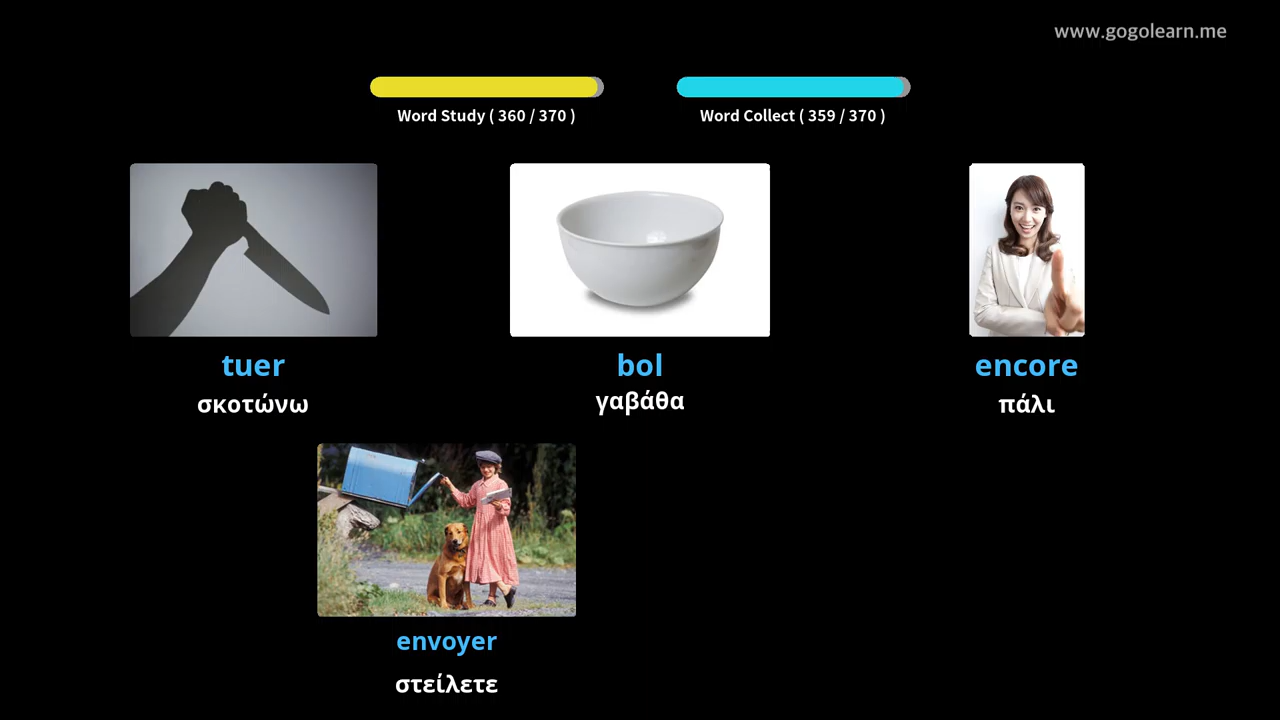 www.gogolearn.me
Word Study ( 360 / 370 )
Word Collect ( 359 / 370 )
tuer
σκοτώνω
bol
γαβάθα
encore
πάλι
envoyer
στείλετε